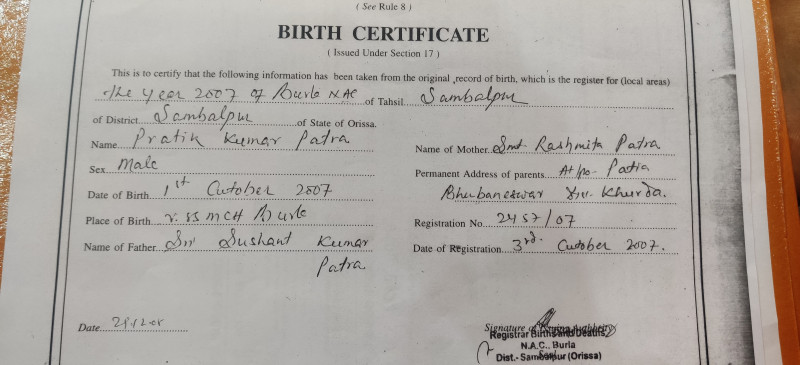 ( See Rule 8 )
BIRTH CERTIFICATE
( Issued Under Section 17 )
This is to certify that the following information has been taken from the original record of birth, which is the register for (local areas)
the year 2007 of Burla NAC of Tahsil Sambalpur
of District Sambalpur of State of Orissa.
Name Pratik Kumar Patra
Sex Male
Date of Birth 1st Cutober 2007
Place of Birth V. SS MCH Burla
Name of Father Sri Sushant Kumar
Patra
Name of Mother Smt Rashmita Patra
Permanent Address of parents At/po- Patia
Bhubaneswar Dist. Khurda.
Registration No. 2457/07
Date of Registration 3rd Cutober 2007.
Date
Signature of
Registrar Births and Deaths
N.A.C., Burla
Dist.- Sambalpur (Orissa)